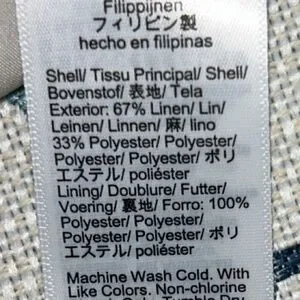 Filippijnen
フィリピン製
hecho en filipinas
Shell/ Tissu Principal/ Shell/
Bovenstof/ 表地/ Tela
Exterior: 67% Linen/ Lin/
Leinen/ Linnen/ 麻/ lino
33% Polyester/ Polyester/
Polyester/ Polyester/ ポリ
エステル/ poliéster
Lining/ Doublure/ Futter/
Voering/ 裏地/ Forro: 100%
Polyester/ Polyester/
Polyester/ Polyester/ ポリ
エステル/ poliéster
Machine Wash Cold. With
Like Colors. Non-chlorine
Only. Tumble Dry